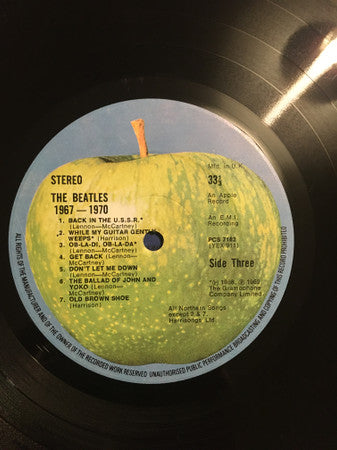 Mfd. in U.K.
STEREO
33⅓
THE BEATLES
1967 — 1970
An Apple
Record
1. BACK IN THE U.S.S.R.*
(Lennon—McCartney)
2. WHILE MY GUITAR GENTLY
WEEPS* (Harrison)
3. OB-LA-DI, OB-LA-DA*
(Lennon—McCartney)
4. GET BACK (Lennon—
McCartney)
5. DON'T LET ME DOWN
(Lennon—McCartney)
6. THE BALLAD OF JOHN AND
YOKO (Lennon—
McCartney)
7. OLD BROWN SHOE
(Harrison)
An E.M.I.
Recording
PCS 7183
Side Three
℗ 1969
The Gramophone
Company Limited
All Northern Songs
except 2 & 7,
Harrisongs Ltd.
ALL RIGHTS OF THE MANUFACTURER AND OF THE OWNER OF THE RECORDED WORK RESERVED UNAUTHORISED PUBLIC PERFORMANCE BROADCASTING AND COPYING OF THIS RECORD PROHIBITED